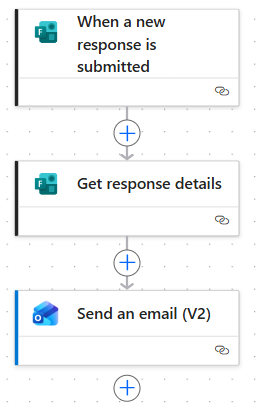 When a new
response is
submitted
Get response details
Send an email (V2)